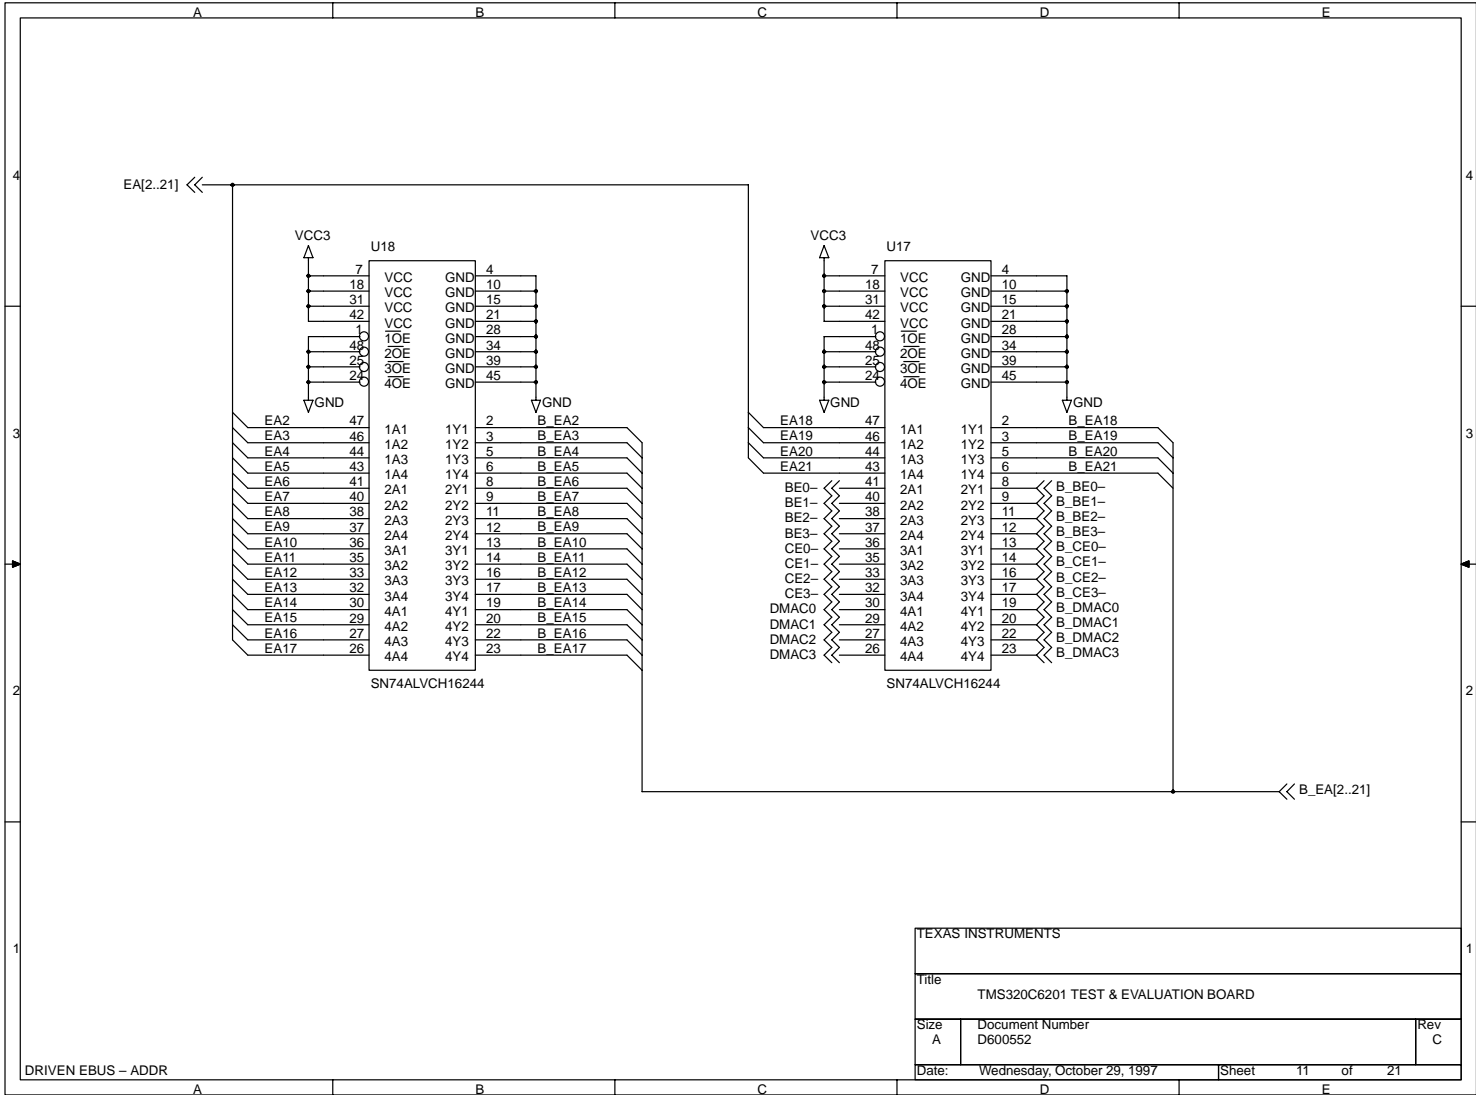 A B C D E
4 4
EA[2..21]
VCC3
U18
7 VCC GND 4
18 VCC GND 10
31 VCC GND 15
42 VCC GND 21
1 1OE GND 28
48 2OE GND 34
25 3OE GND 39
24 4OE GND 45
GND GND
EA2 47 1A1 1Y1 2 B_EA2
EA3 46 1A2 1Y2 3 B_EA3
EA4 44 1A3 1Y3 5 B_EA4
EA5 43 1A4 1Y4 6 B_EA5
EA6 41 2A1 2Y1 8 B_EA6
EA7 40 2A2 2Y2 9 B_EA7
EA8 38 2A3 2Y3 11 B_EA8
EA9 37 2A4 2Y4 12 B_EA9
EA10 36 3A1 3Y1 13 B_EA10
EA11 35 3A2 3Y2 14 B_EA11
EA12 33 3A3 3Y3 16 B_EA12
EA13 32 3A4 3Y4 17 B_EA13
EA14 30 4A1 4Y1 19 B_EA14
EA15 29 4A2 4Y2 20 B_EA15
EA16 27 4A3 4Y3 22 B_EA16
EA17 26 4A4 4Y4 23 B_EA17
SN74ALVCH16244
VCC3
U17
7 VCC GND 4
18 VCC GND 10
31 VCC GND 15
42 VCC GND 21
1 1OE GND 28
48 2OE GND 34
25 3OE GND 39
24 4OE GND 45
GND GND
EA18 47 1A1 1Y1 2 B_EA18
EA19 46 1A2 1Y2 3 B_EA19
EA20 44 1A3 1Y3 5 B_EA20
EA21 43 1A4 1Y4 6 B_EA21
BE0– 41 2A1 2Y1 8 B_BE0–
BE1– 40 2A2 2Y2 9 B_BE1–
BE2– 38 2A3 2Y3 11 B_BE2–
BE3– 37 2A4 2Y4 12 B_BE3–
CE0– 36 3A1 3Y1 13 B_CE0–
CE1– 35 3A2 3Y2 14 B_CE1–
CE2– 33 3A3 3Y3 16 B_CE2–
CE3– 32 3A4 3Y4 17 B_CE3–
DMAC0 30 4A1 4Y1 19 B_DMAC0
DMAC1 29 4A2 4Y2 20 B_DMAC1
DMAC2 27 4A3 4Y3 22 B_DMAC2
DMAC3 26 4A4 4Y4 23 B_DMAC3
SN74ALVCH16244
3 3
2 2
B_EA[2..21]
1 1
TEXAS INSTRUMENTS
Title
TMS320C6201 TEST & EVALUATION BOARD
Size Document Number Rev
A D600552 C
Date: Wednesday, October 29, 1997 Sheet 11 of 21
DRIVEN EBUS – ADDR
A B C D E